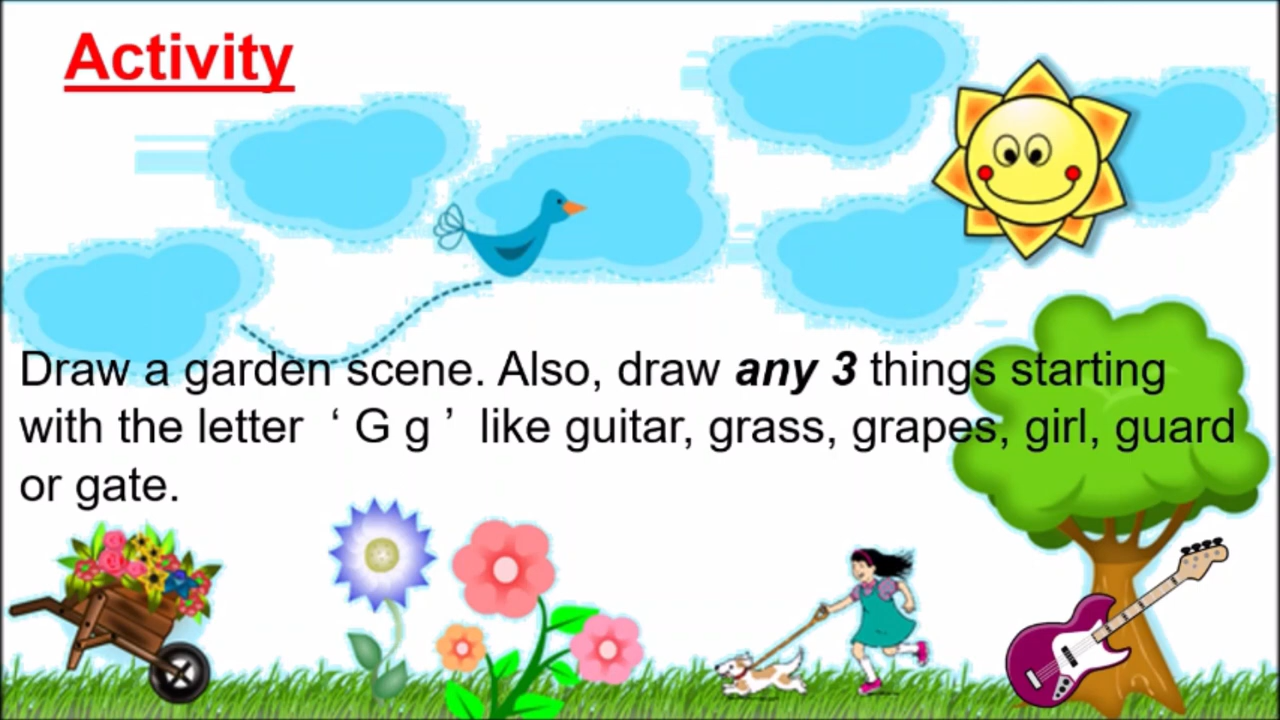 Activity
Draw a garden scene. Also, draw any 3 things starting
with the letter ‘ G g ’ like guitar, grass, grapes, girl, guard
or gate.